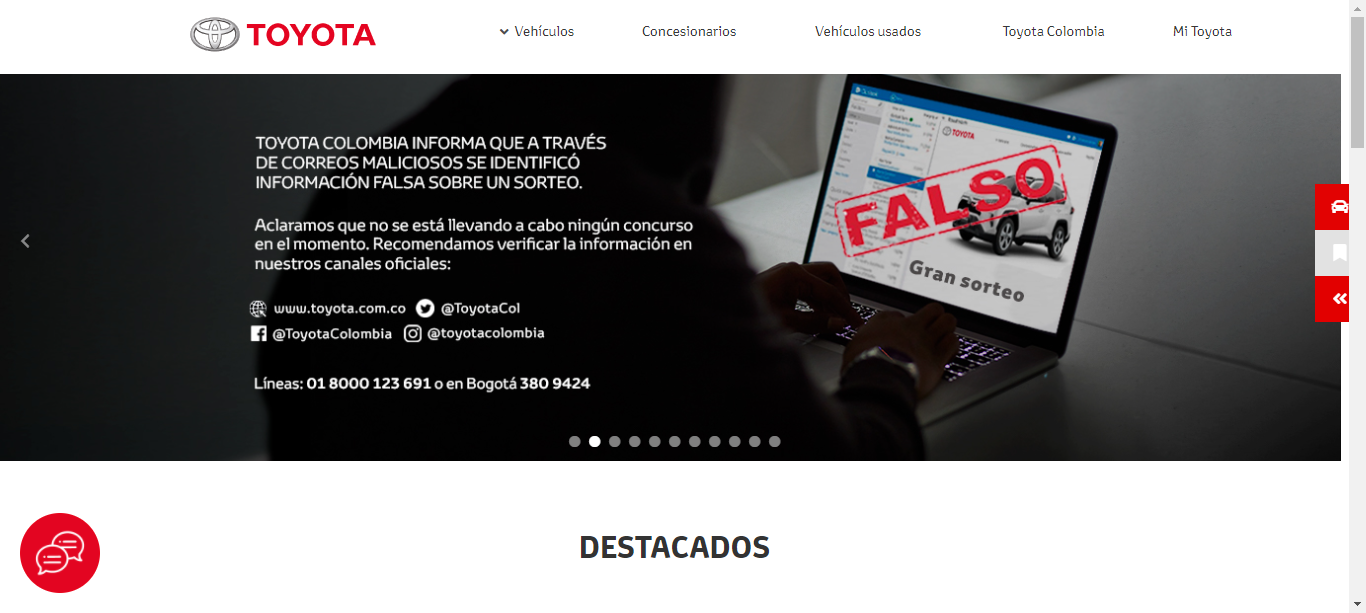 TOYOTA
Vehículos
Concesionarios
Vehículos usados
Toyota Colombia
Mi Toyota
TOYOTA COLOMBIA INFORMA QUE A TRAVÉS
DE CORREOS MALICIOSOS SE IDENTIFICÓ
INFORMACIÓN FALSA SOBRE UN SORTEO.
Aclaramos que no se está llevando a cabo ningún concurso
en el momento. Recomendamos verificar la información en
nuestros canales oficiales:
www.toyota.com.co @ToyotaCol
@ToyotaColombia @toyotacolombia
Líneas: 01 8000 123 691 o en Bogotá 380 9424
TOYOTA
FALSO
Gran sorteo
DESTACADOS